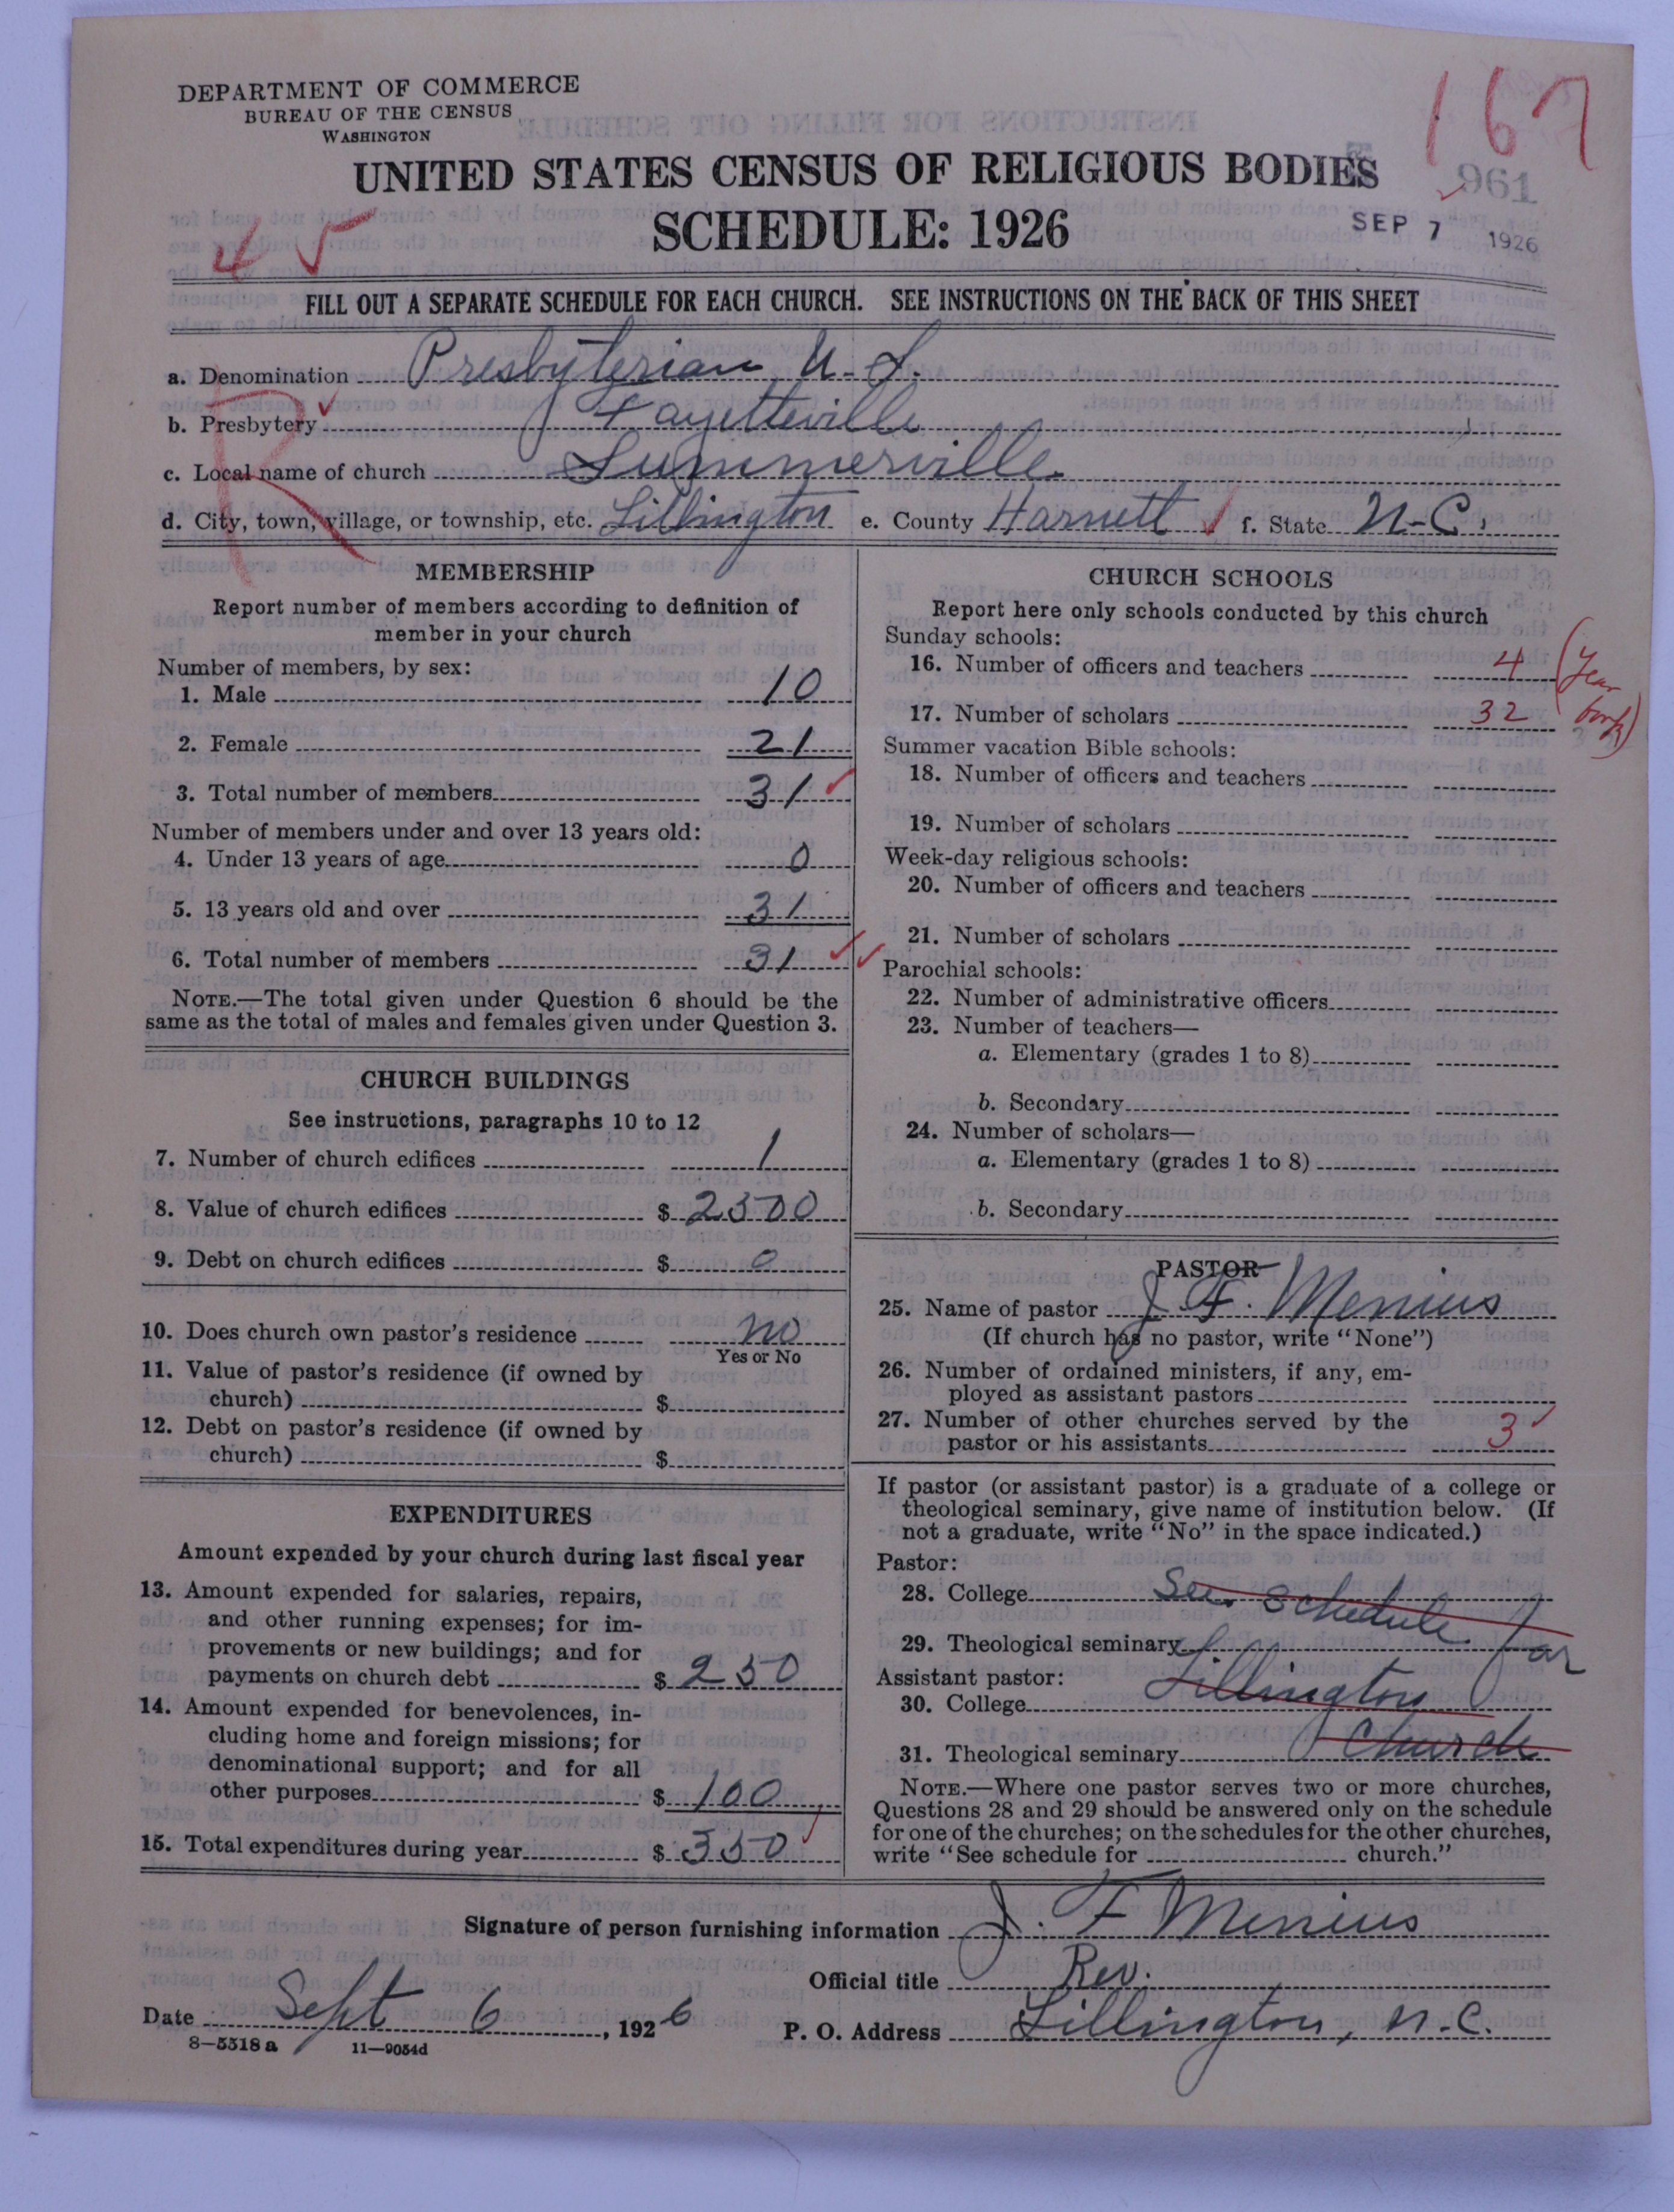 DEPARTMENT OF COMMERCE
BUREAU OF THE CENSUS
WASHINGTON
167
UNITED STATES CENSUS OF RELIGIOUS BODIES
961
SCHEDULE: 1926
SEP 7 1926
45
FILL OUT A SEPARATE SCHEDULE FOR EACH CHURCH. SEE INSTRUCTIONS ON THE BACK OF THIS SHEET
a. Denomination Presbyterian U.S.
b. Presbytery Fayetteville
c. Local name of church Summerville
d. City, town, village, or township, etc. Lillington e. County Harnett f. State N-C.
R
MEMBERSHIP
Report number of members according to definition of
member in your church
Number of members, by sex:
1. Male 10
2. Female 21
3. Total number of members 31
Number of members under and over 13 years old:
4. Under 13 years of age 0
5. 13 years old and over 31
6. Total number of members 31
NOTE.—The total given under Question 6 should be the
same as the total of males and females given under Question 3.
CHURCH BUILDINGS
See instructions, paragraphs 10 to 12
7. Number of church edifices 1
8. Value of church edifices $ 2500
9. Debt on church edifices $ 0
10. Does church own pastor's residence no
Yes or No
11. Value of pastor's residence (if owned by
church) $
12. Debt on pastor's residence (if owned by
church) $
EXPENDITURES
Amount expended by your church during last fiscal year
13. Amount expended for salaries, repairs,
and other running expenses; for im-
provements or new buildings; and for
payments on church debt $ 250
14. Amount expended for benevolences, in-
cluding home and foreign missions; for
denominational support; and for all
other purposes $ 100
15. Total expenditures during year $ 350
CHURCH SCHOOLS
Report here only schools conducted by this church
Sunday schools:
16. Number of officers and teachers 4 (Year
17. Number of scholars 32 book)
Summer vacation Bible schools:
18. Number of officers and teachers
19. Number of scholars
Week-day religious schools:
20. Number of officers and teachers
21. Number of scholars
Parochial schools:
22. Number of administrative officers
23. Number of teachers—
a. Elementary (grades 1 to 8)
b. Secondary
24. Number of scholars—
a. Elementary (grades 1 to 8)
b. Secondary
PASTOR
25. Name of pastor J. F. Menius
(If church has no pastor, write "None")
26. Number of ordained ministers, if any, em-
ployed as assistant pastors
27. Number of other churches served by the
pastor or his assistants 3
If pastor (or assistant pastor) is a graduate of a college or
theological seminary, give name of institution below. (If
not a graduate, write "No" in the space indicated.)
Pastor:
28. College See schedule
29. Theological seminary for
Assistant pastor:
30. College Lillington
31. Theological seminary Church
NOTE.—Where one pastor serves two or more churches,
Questions 28 and 29 should be answered only on the schedule
for one of the churches; on the schedules for the other churches,
write "See schedule for church."
Signature of person furnishing information J. F. Menius
Official title Rev.
Date Sept 6, 1926
P. O. Address Lillington, N.C.
8—5518a 11—9054d